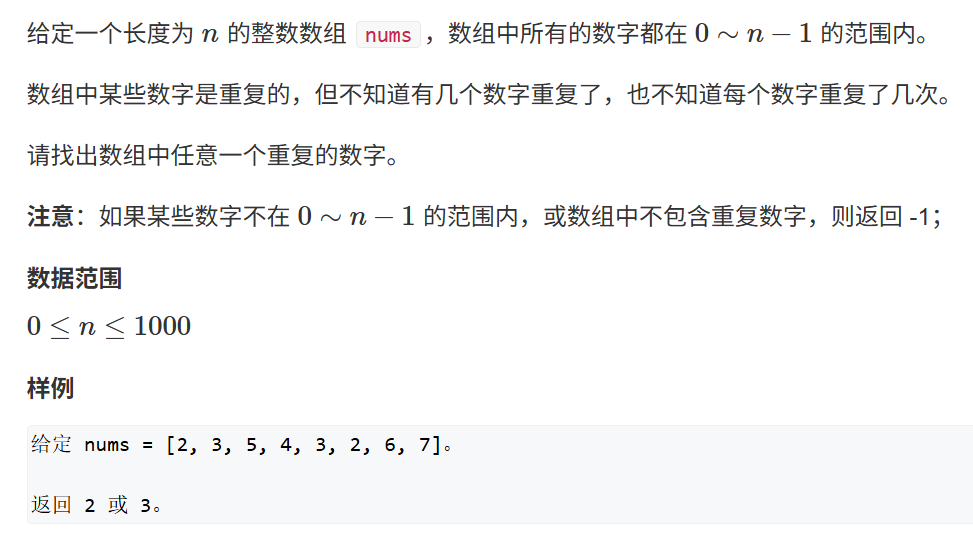 给定一个长度为 n 的整数数组 nums ，数组中所有的数字都在 0 ∼ n − 1 的范围内。
数组中某些数字是重复的，但不知道有几个数字重复了，也不知道每个数字重复了几次。
请找出数组中任意一个重复的数字。
注意：如果某些数字不在 0 ∼ n − 1 的范围内，或数组中不包含重复数字，则返回 -1；
数据范围
0 ≤ n ≤ 1000
样例
给定 nums = [2, 3, 5, 4, 3, 2, 6, 7]。
返回 2 或 3。